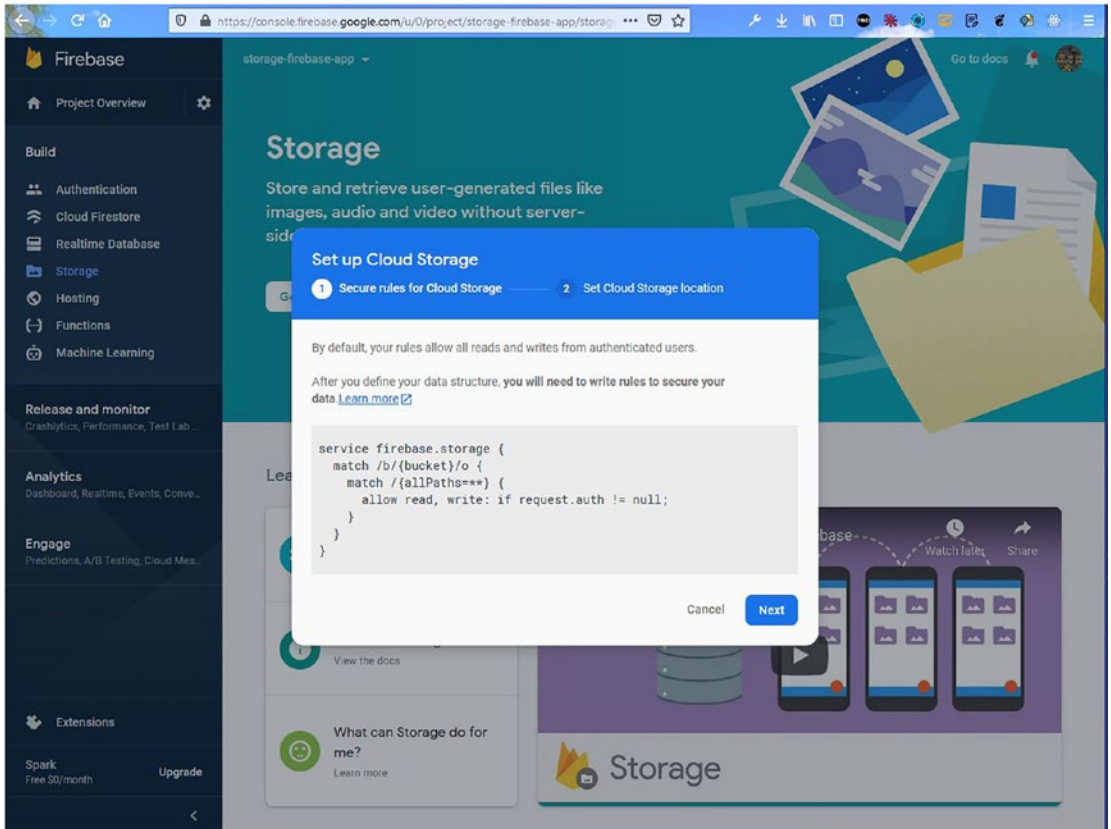 https://console.firebase.google.com/u/0/project/storage-firebase-app/storag
Firebase
Project Overview
Build
Authentication
Cloud Firestore
Realtime Database
Storage
Hosting
Functions
Machine Learning
Release and monitor
Crashlytics, Performance, Test Lab ...
Analytics
Dashboard, Realtime, Events, Conve...
Engage
Predictions, A/B Testing, Cloud Mes...
Extensions
Spark
Free $0/month
Upgrade
storage-firebase-app
Go to docs
Storage
Store and retrieve user-generated files like
images, audio and video without server-
side
Set up Cloud Storage
1 Secure rules for Cloud Storage
2 Set Cloud Storage location
By default, your rules allow all reads and writes from authenticated users.
After you define your data structure, you will need to write rules to secure your
data. Learn more
service firebase.storage {
match /b/{bucket}/o {
match /{allPaths=**} {
allow read, write: if request.auth != null;
}
}
}
Cancel
Next
Lea
base
Watch later
Share
View the docs
What can Storage do for
me?
Learn more
Storage